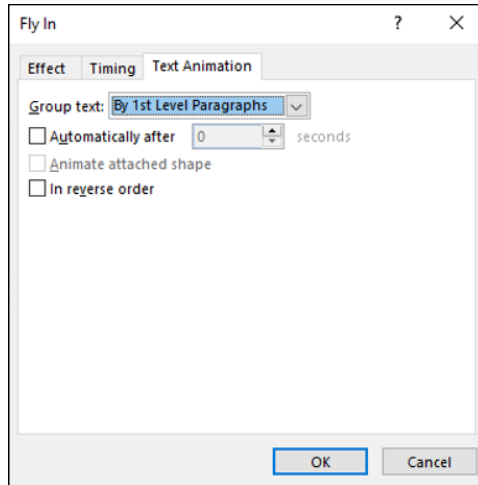 Fly In ?
Effect Timing Text Animation
Group text: By 1st Level Paragraphs
Automatically after 0 seconds
Animate attached shape
In reverse order
OK Cancel